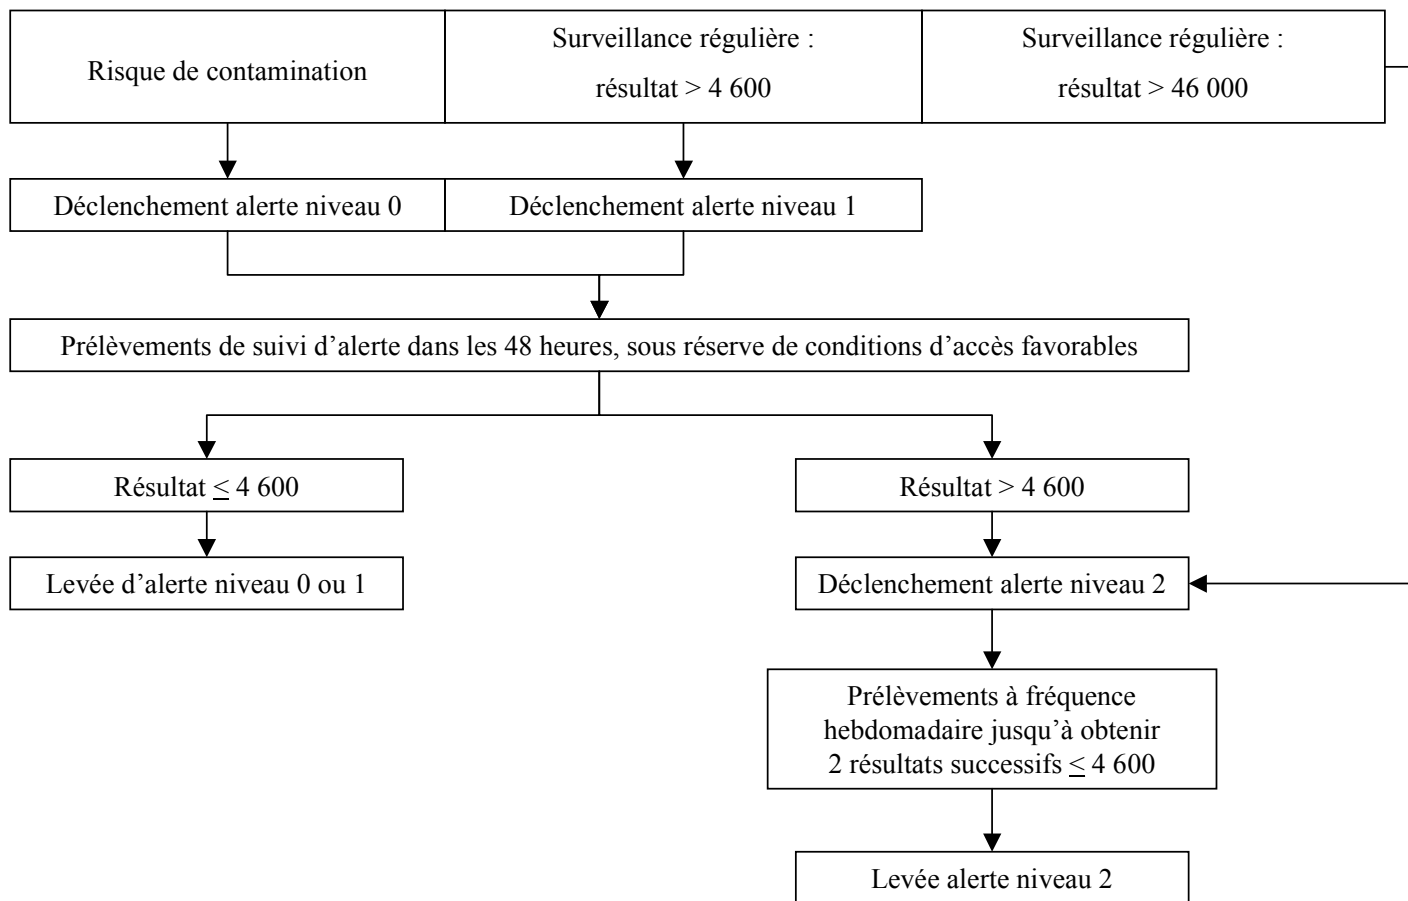 Risque de contamination
Surveillance régulière :
résultat > 4 600
Surveillance régulière :
résultat > 46 000
Déclenchement alerte niveau 0
Déclenchement alerte niveau 1
Prélèvements de suivi d’alerte dans les 48 heures, sous réserve de conditions d’accès favorables
Résultat ≤ 4 600
Résultat > 4 600
Levée d’alerte niveau 0 ou 1
Déclenchement alerte niveau 2
Prélèvements à fréquence
hebdomadaire jusqu’à obtenir
2 résultats successifs ≤ 4 600
Levée alerte niveau 2